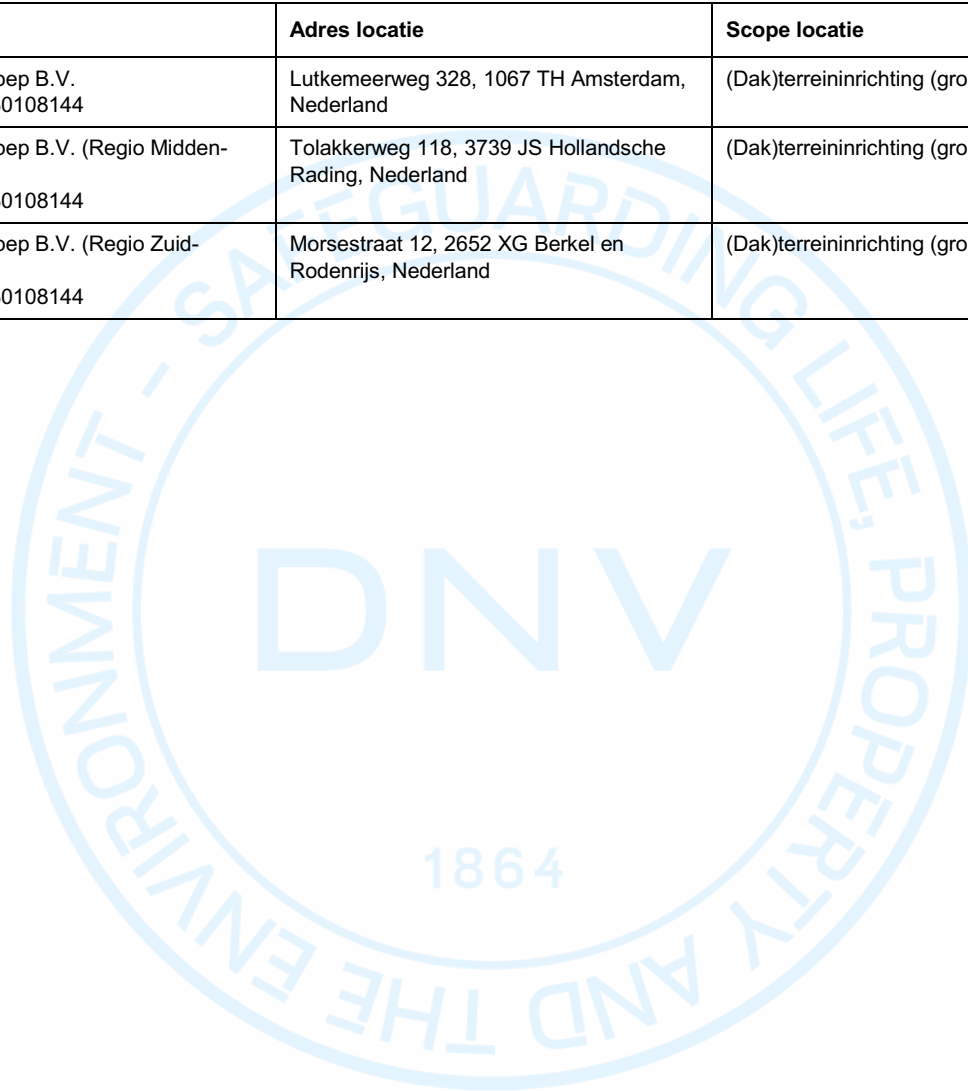 Adres locatie Scope locatie
oep B.V. Lutkemeerweg 328, 1067 TH Amsterdam, (Dak)terreininrichting (gro
0108144 Nederland
oep B.V. (Regio Midden- Tolakkerweg 118, 3739 JS Hollandsche (Dak)terreininrichting (gro
Rading, Nederland
0108144
oep B.V. (Regio Zuid- Morsestraat 12, 2652 XG Berkel en (Dak)terreininrichting (gro
Rodenrijs, Nederland
0108144
SAFEGUARDING LIFE, PROPERTY AND THE ENVIRONMENT -
DNV
1864